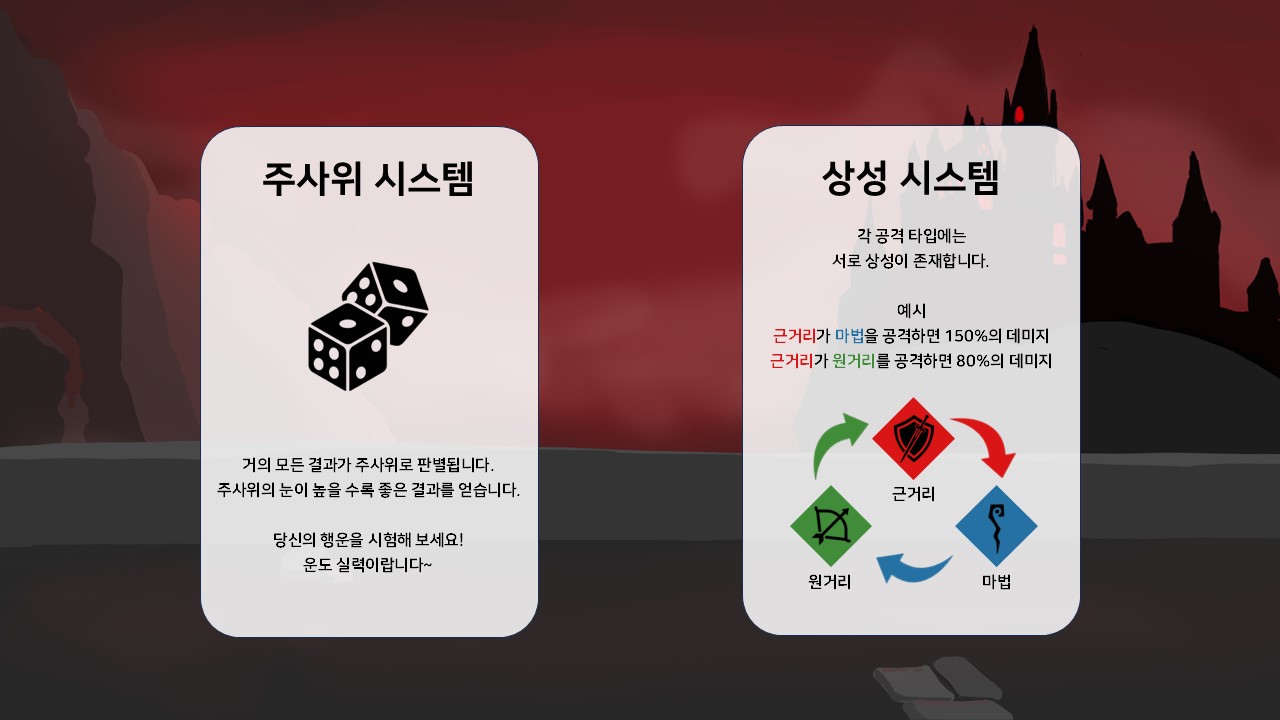 주사위 시스템
거의 모든 결과가 주사위로 판별됩니다.
주사위의 눈이 높을 수록 좋은 결과를 얻습니다.
당신의 행운을 시험해 보세요!
운도 실력이랍니다~
상성 시스템
각 공격 타입에는
서로 상성이 존재합니다.
예시
근거리가 마법을 공격하면 150%의 데미지
근거리가 원거리를 공격하면 80%의 데미지
근거리
원거리
마법